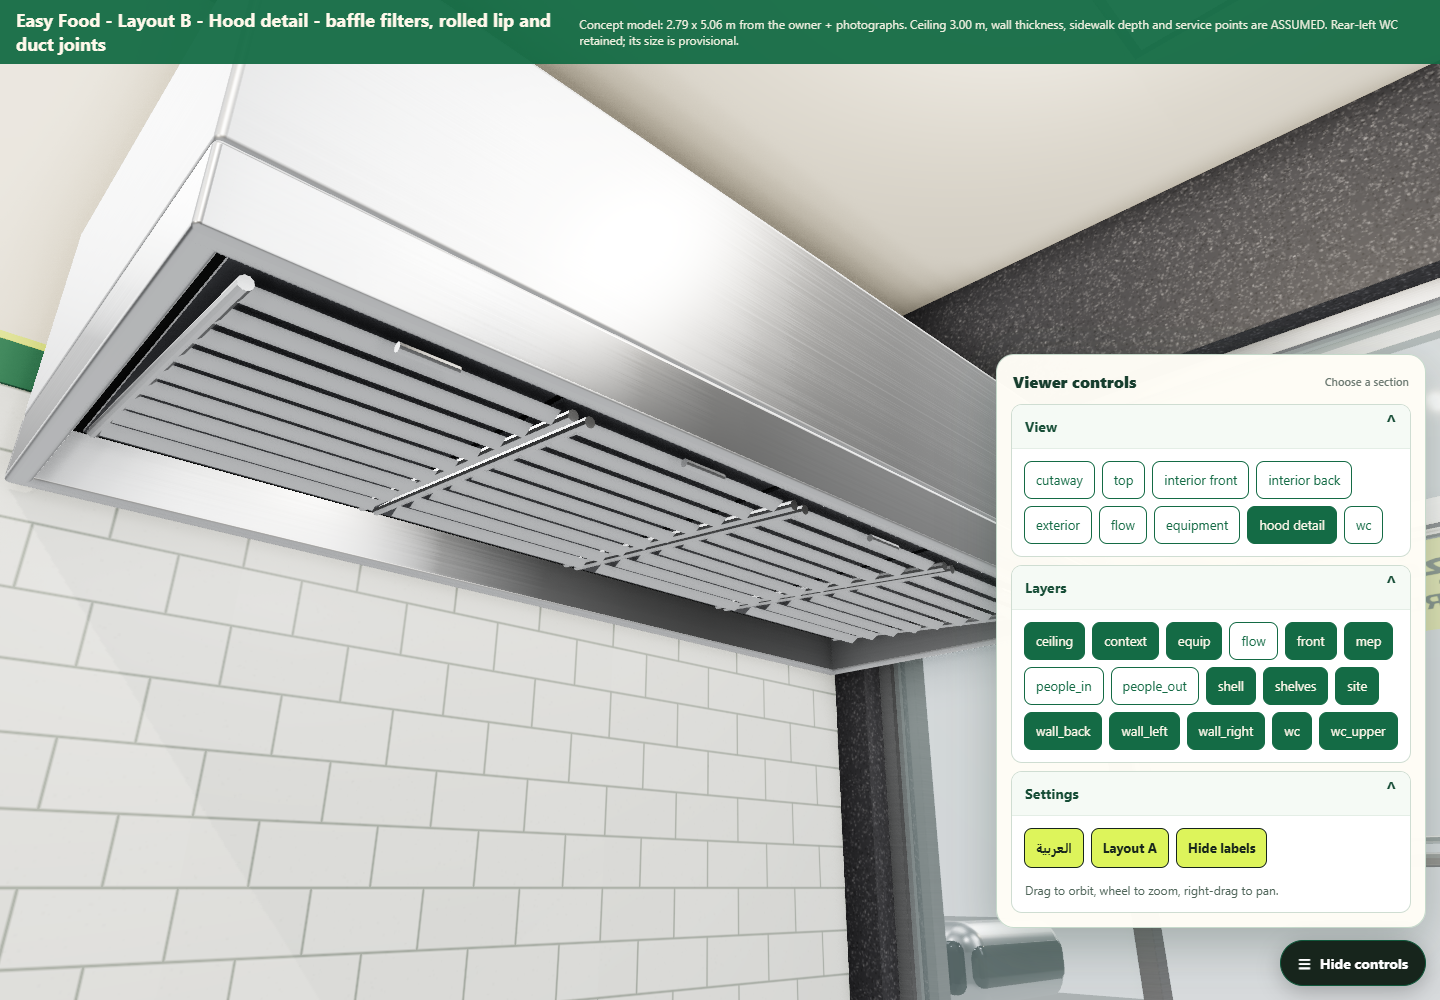 Easy Food - Layout B - Hood detail - baffle filters, rolled lip and
duct joints
Concept model: 2.79 x 5.06 m from the owner + photographs. Ceiling 3.00 m, wall thickness, sidewalk depth and service points are ASSUMED. Rear-left WC
retained; its size is provisional.
Viewer controls
Choose a section
View
^
cutaway
top
interior front
interior back
exterior
flow
equipment
hood detail
wc
Layers
^
ceiling
context
equip
flow
front
mep
people_in
people_out
shell
shelves
site
wall_back
wall_left
wall_right
wc
wc_upper
Settings
^
العربية
Layout A
Hide labels
Drag to orbit, wheel to zoom, right-drag to pan.
☰ Hide controls